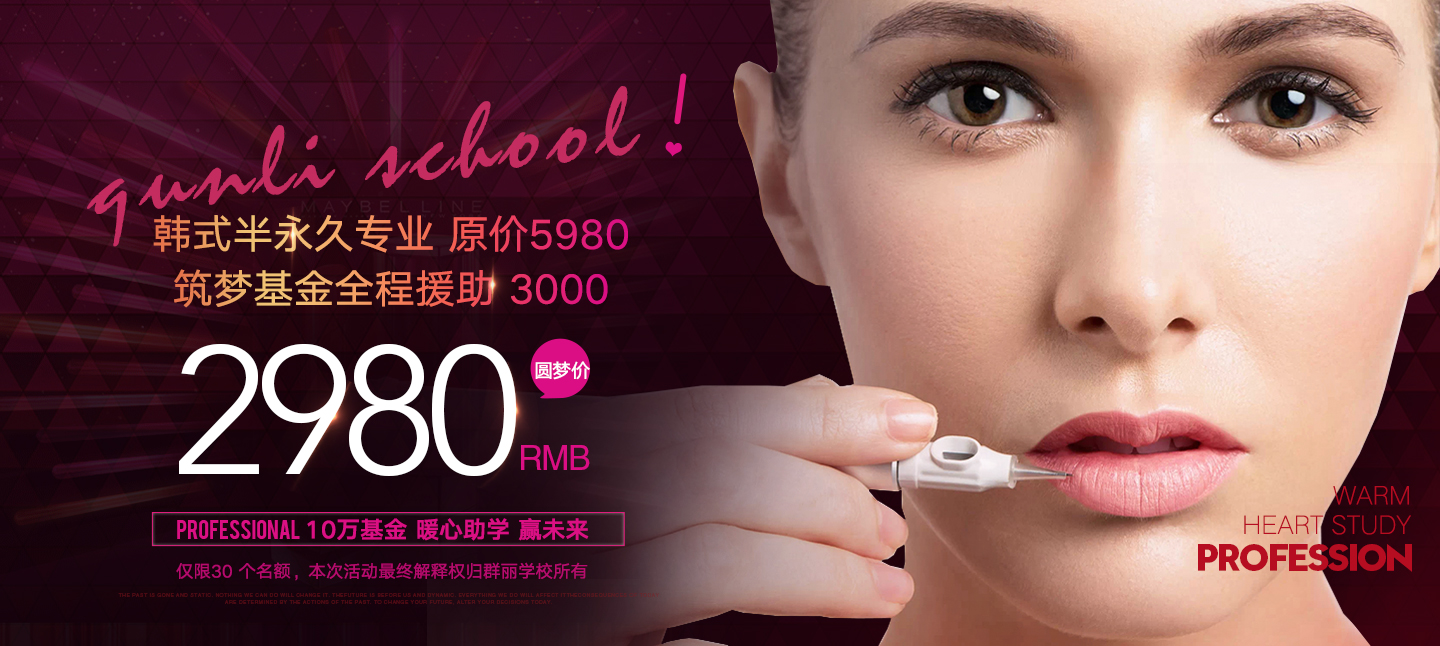 qunli school!
MAYBELLINE
韩式半永久专业 原价5980
筑梦基金全程援助 3000
2980
圆梦价
RMB
PROFESSIONAL 10万基金 暖心助学 赢未来
仅限30 个名额，本次活动最终解释权归群丽学校所有
WARM
HEART STUDY
PROFESSION